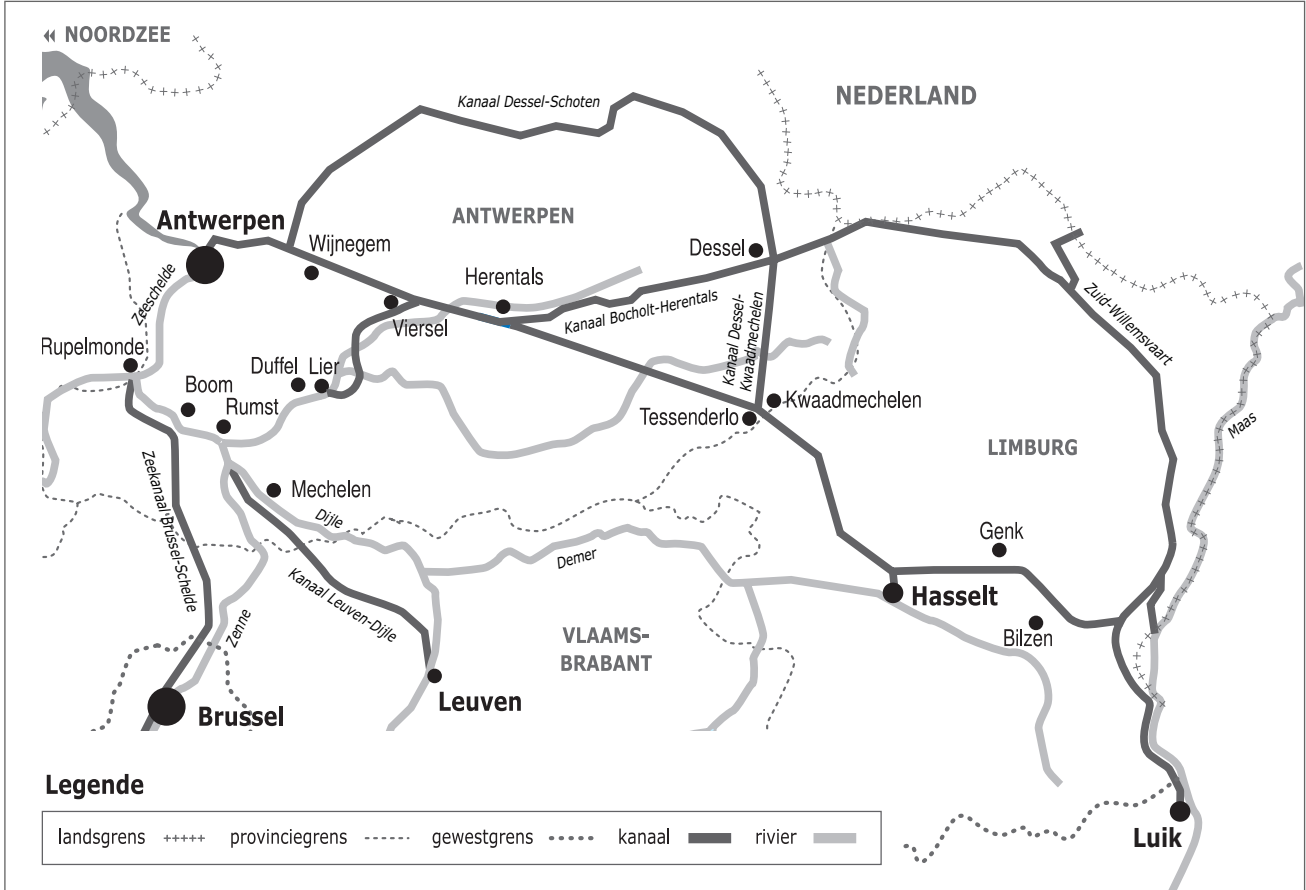 NOORDZEE
NEDERLAND
Kanaal Dessel-Schoten
Antwerpen
ANTWERPEN
Wijnegem
Dessel
Herentals
Zeeschelde
Viersel
Kanaal Bocholt-Herentals
Kanaal Dessel-
Kwaadmechelen
Zuid-Willemsvaart
Rupelmonde
Duffel
Lier
Boom
Rumst
Tessenderlo
Kwaadmechelen
Maas
LIMBURG
Zeekanaal Brussel-Schelde
Mechelen
Dijle
Genk
Demer
Kanaal Leuven-Dijle
Hasselt
Zenne
VLAAMS-
BRABANT
Bilzen
Brussel
Leuven
Luik
Legende
landsgrens provinciegrens gewestgrens kanaal rivier